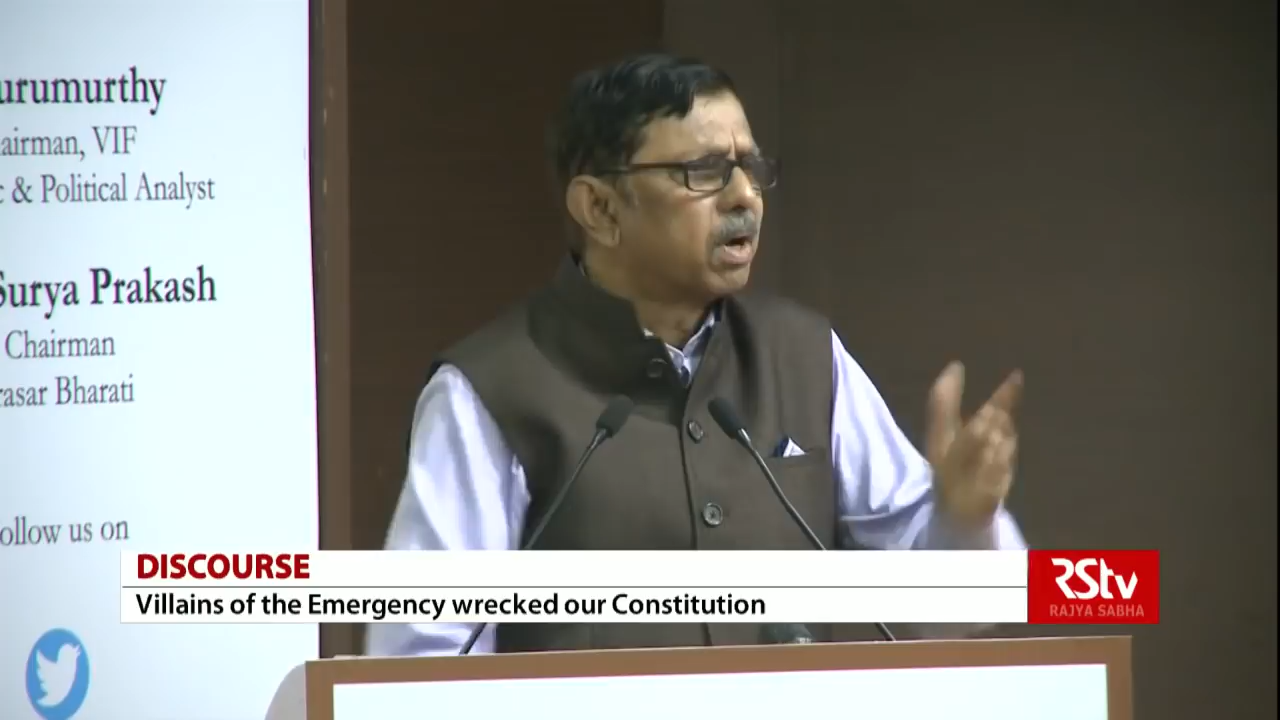 urumurthy
airman, VIF
c & Political Analyst
Surya Prakash
Chairman
rasar Bharati
ollow us on
DISCOURSE
Villains of the Emergency wrecked our Constitution
RStv
RAJYA SABHA